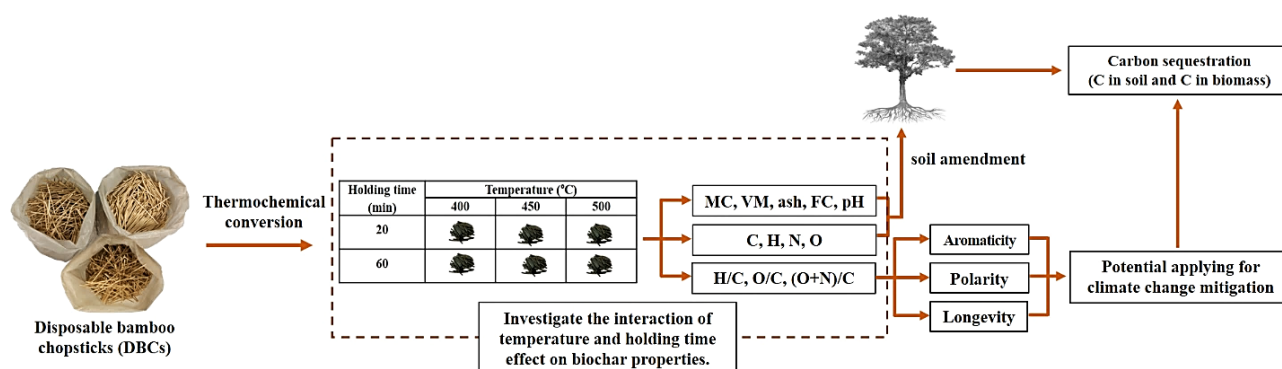 Disposable bamboo
chopsticks (DBCs)
Thermochemical
conversion
Holding time
(min)
Temperature (°C)
400 450 500
20
60
MC, VM, ash, FC, pH
C, H, N, O
H/C, O/C, (O+N)/C
Investigate the interaction of
temperature and holding time
effect on biochar properties.
soil amendment
Aromaticity
Polarity
Longevity
Carbon sequestration
(C in soil and C in biomass)
Potential applying for
climate change mitigation